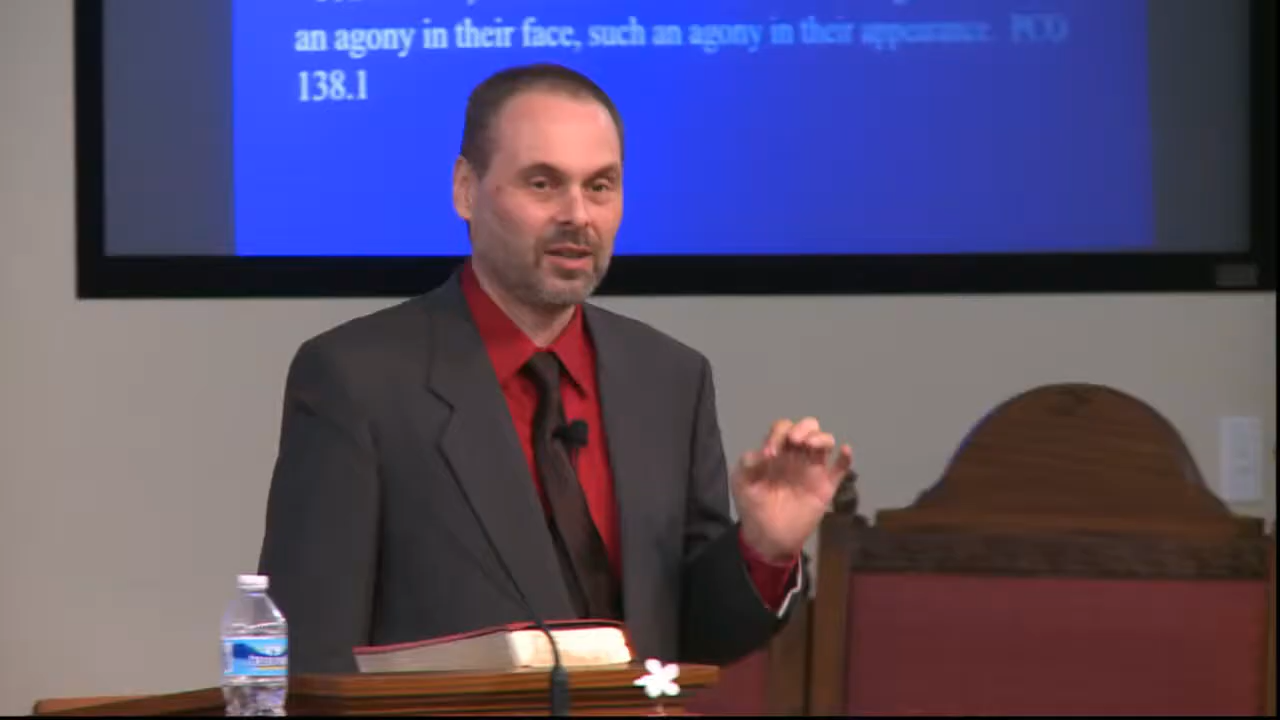 an agony in their face, such an agony in their appearance. PCO
138.1